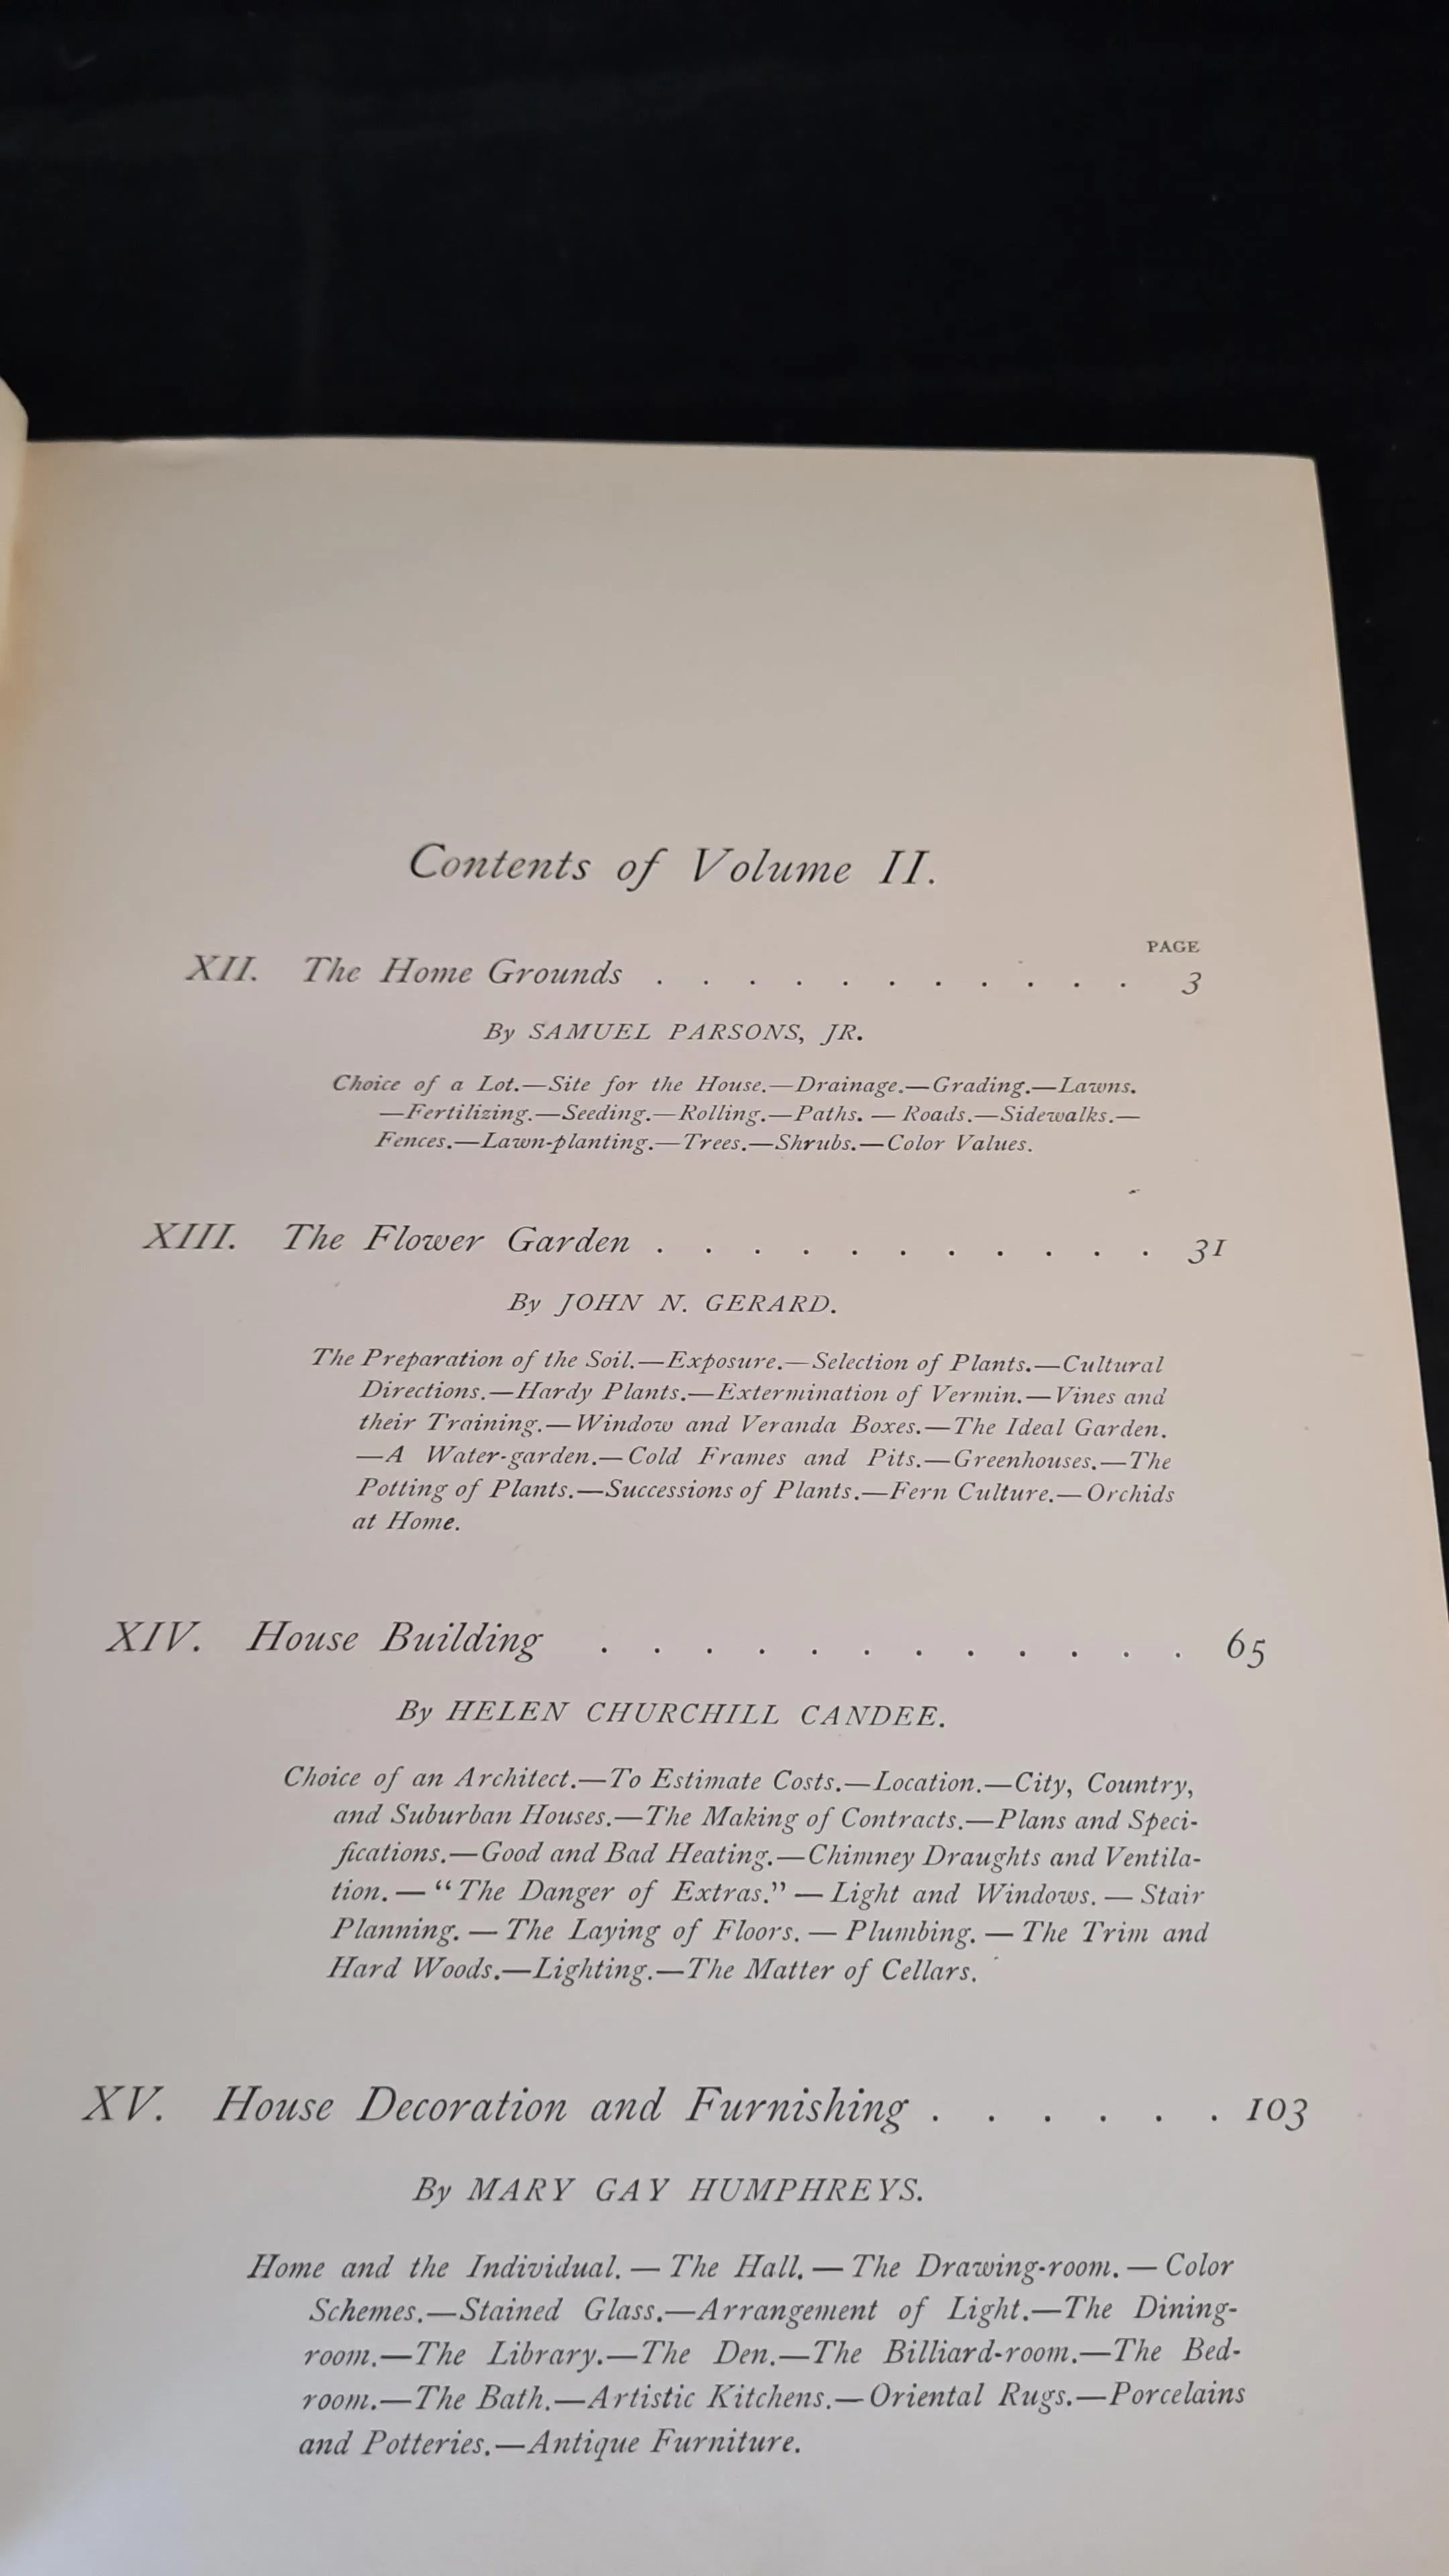 Contents of Volume II.
PAGE
XII. The Home Grounds . . . . . . . . . . . 3
By SAMUEL PARSONS, JR.
Choice of a Lot.—Site for the House.—Drainage.—Grading.—Lawns.
—Fertilizing.—Seeding.—Rolling.—Paths. — Roads.—Sidewalks.—
Fences.—Lawn-planting.—Trees.—Shrubs.—Color Values.
XIII. The Flower Garden . . . . . . . . . . . 31
By JOHN N. GERARD.
The Preparation of the Soil.—Exposure.—Selection of Plants.—Cultural
Directions.—Hardy Plants.—Extermination of Vermin.—Vines and
their Training.—Window and Veranda Boxes.—The Ideal Garden.
—A Water-garden.—Cold Frames and Pits.—Greenhouses.—The
Potting of Plants.—Successions of Plants.—Fern Culture.—Orchids
at Home.
XIV. House Building . . . . . . . . . . . . 65
By HELEN CHURCHILL CANDEE.
Choice of an Architect.—To Estimate Costs.—Location.—City, Country,
and Suburban Houses.—The Making of Contracts.—Plans and Speci-
fications.—Good and Bad Heating.—Chimney Draughts and Ventila-
tion. — “The Danger of Extras.” — Light and Windows. — Stair
Planning. — The Laying of Floors. — Plumbing. — The Trim and
Hard Woods.—Lighting.—The Matter of Cellars.
XV. House Decoration and Furnishing . . . . . . 103
By MARY GAY HUMPHREYS.
Home and the Individual. — The Hall. — The Drawing-room. — Color
Schemes.—Stained Glass.—Arrangement of Light.—The Dining-
room.—The Library.—The Den.—The Billiard-room.—The Bed-
room.—The Bath.—Artistic Kitchens.—Oriental Rugs.—Porcelains
and Potteries.—Antique Furniture.